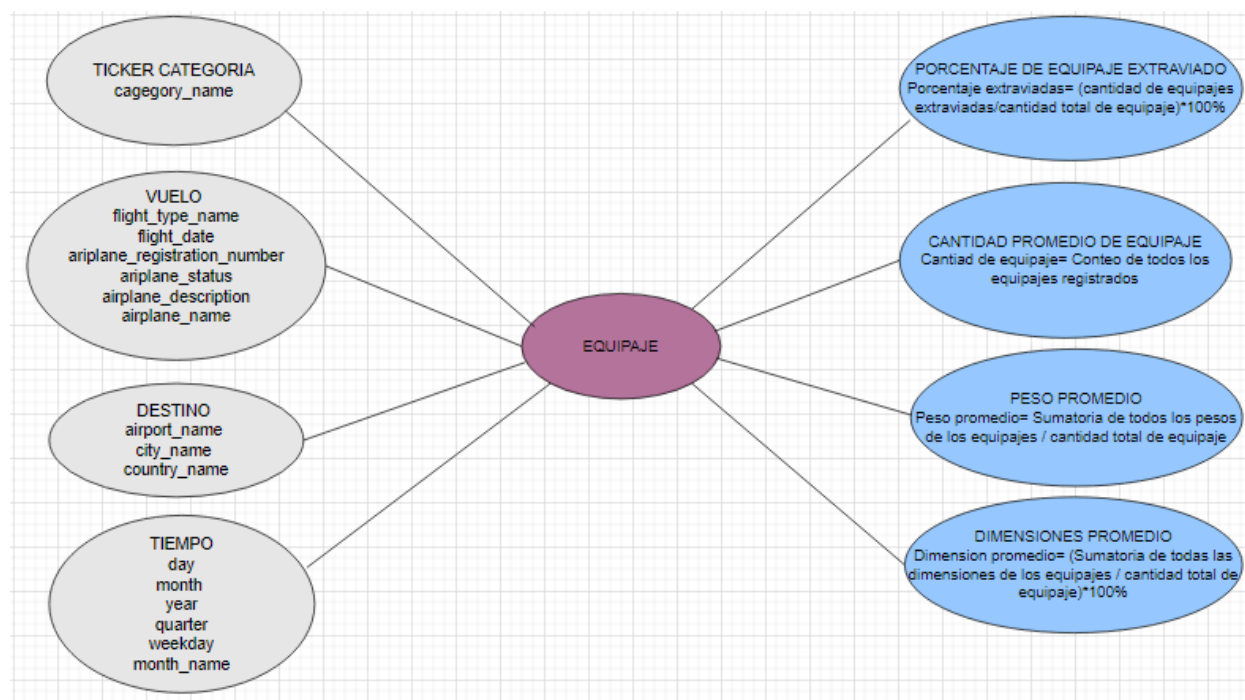 TICKER CATEGORIA
cagegory_name
VUELO
flight_type_name
flight_date
ariplane_registration_number
ariplane_status
airplane_description
airplane_name
DESTINO
airport_name
city_name
country_name
TIEMPO
day
month
year
quarter
weekday
month_name
EQUIPAJE
PORCENTAJE DE EQUIPAJE EXTRAVIADO
Porcentaje extraviadas= (cantidad de equipajes
extraviadas/cantidad total de equipaje)*100%
CANTIDAD PROMEDIO DE EQUIPAJE
Cantiad de equipaje= Conteo de todos los
equipajes registrados
PESO PROMEDIO
Peso promedio= Sumatoria de todos los pesos
de los equipajes / cantidad total de equipaje
DIMENSIONES PROMEDIO
Dimension promedio= (Sumatoria de todas las
dimensiones de los equipajes / cantidad total de
equipaje)*100%